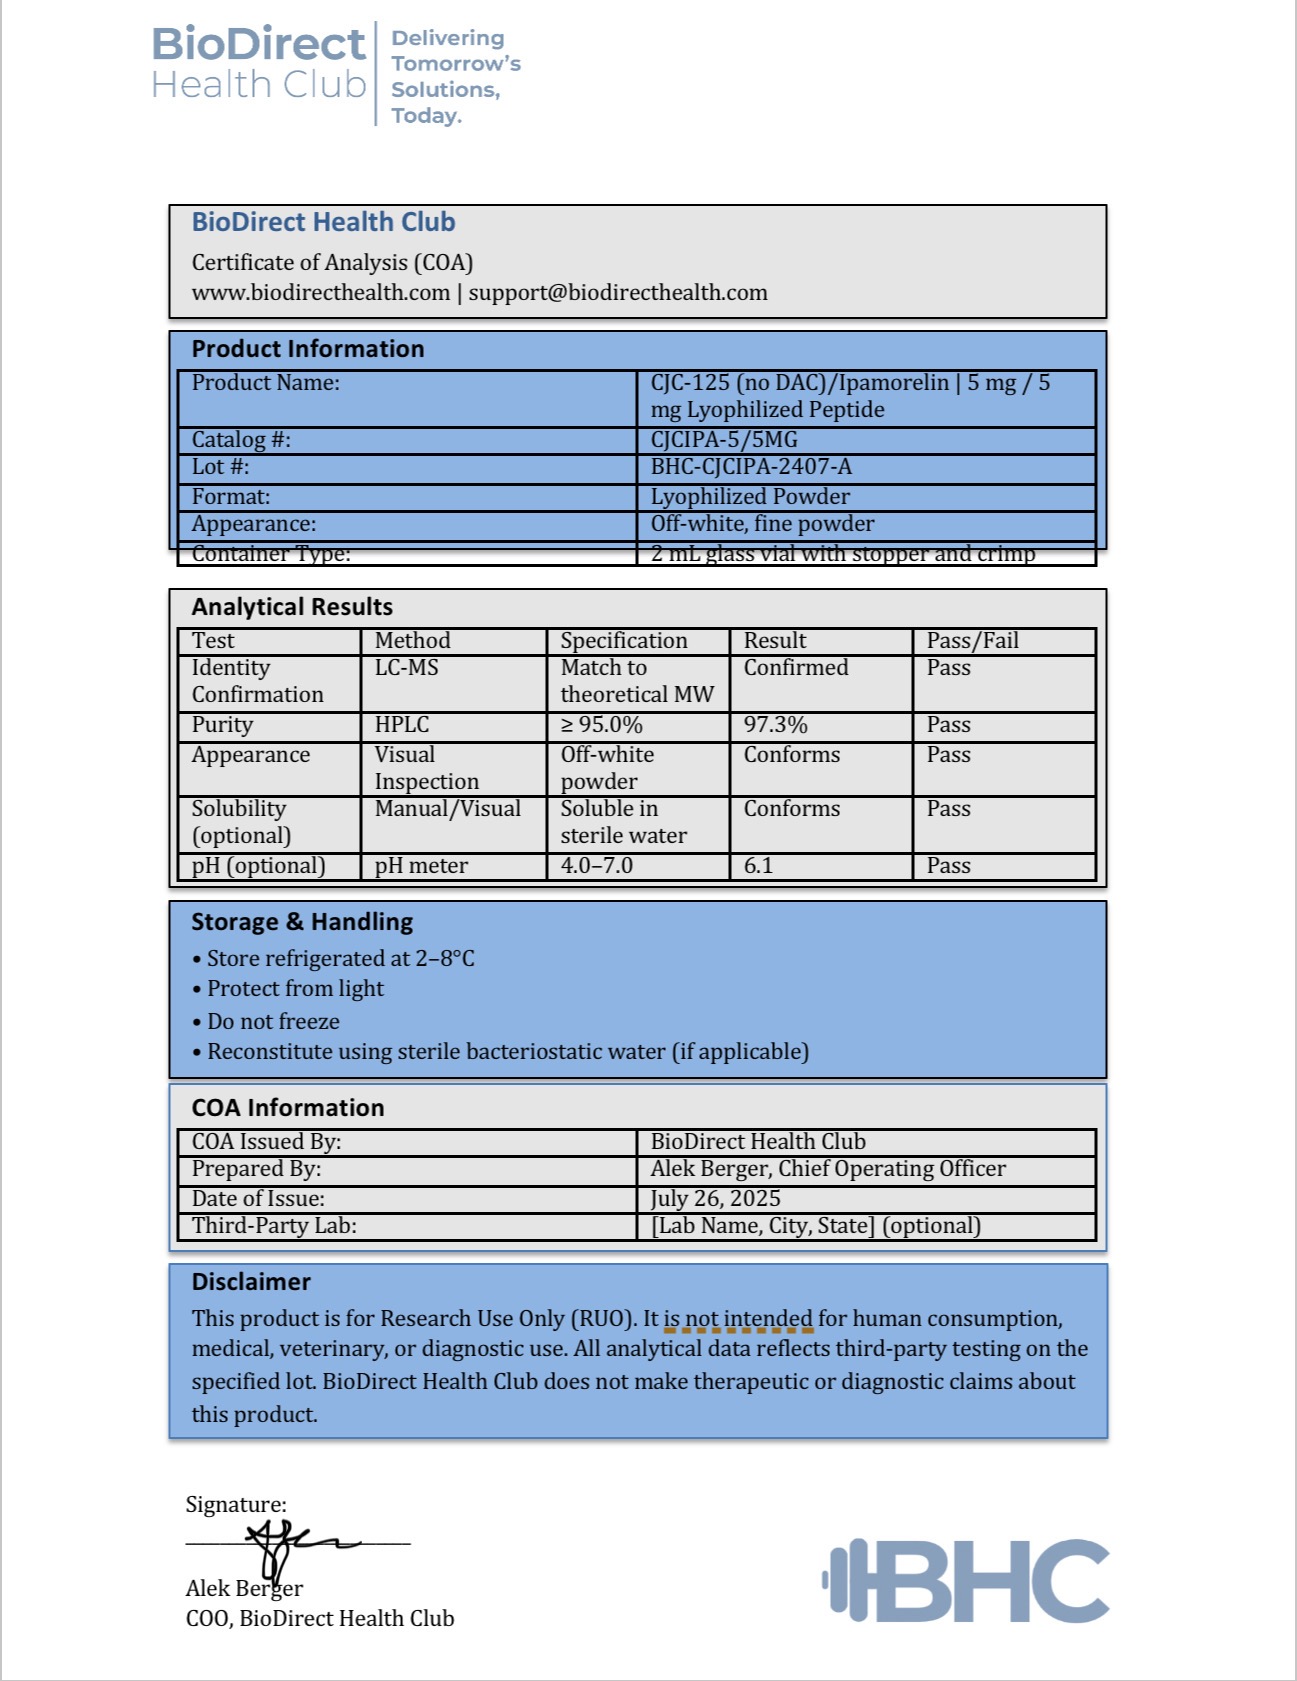 BioDirect
Health Club
Delivering
Tomorrow's
Solutions,
Today.
BioDirect Health Club
Certificate of Analysis (COA)
www.biodirecthealth.com | support@biodirecthealth.com
Product Information
Product Name: CJC-125 (no DAC)/Ipamorelin | 5 mg / 5
mg Lyophilized Peptide
Catalog #: CJCIPA-5/5MG
Lot #: BHC-CJCIPA-2407-A
Format: Lyophilized Powder
Appearance: Off-white, fine powder
Container Type: 2 mL glass vial with stopper and crimp
Analytical Results
Test Method Specification Result Pass/Fail
Identity LC-MS Match to Confirmed Pass
Confirmation theoretical MW
Purity HPLC ≥ 95.0% 97.3% Pass
Appearance Visual Off-white Conforms Pass
Inspection powder
Solubility Manual/Visual Soluble in Conforms Pass
(optional) sterile water
pH (optional) pH meter 4.0–7.0 6.1 Pass
Storage & Handling
• Store refrigerated at 2–8°C
• Protect from light
• Do not freeze
• Reconstitute using sterile bacteriostatic water (if applicable)
COA Information
COA Issued By: BioDirect Health Club
Prepared By: Alek Berger, Chief Operating Officer
Date of Issue: July 26, 2025
Third-Party Lab: [Lab Name, City, State] (optional)
Disclaimer
This product is for Research Use Only (RUO). It is not intended for human consumption,
medical, veterinary, or diagnostic use. All analytical data reflects third-party testing on the
specified lot. BioDirect Health Club does not make therapeutic or diagnostic claims about
this product.
Signature:
Alek Berger
COO, BioDirect Health Club
BHC